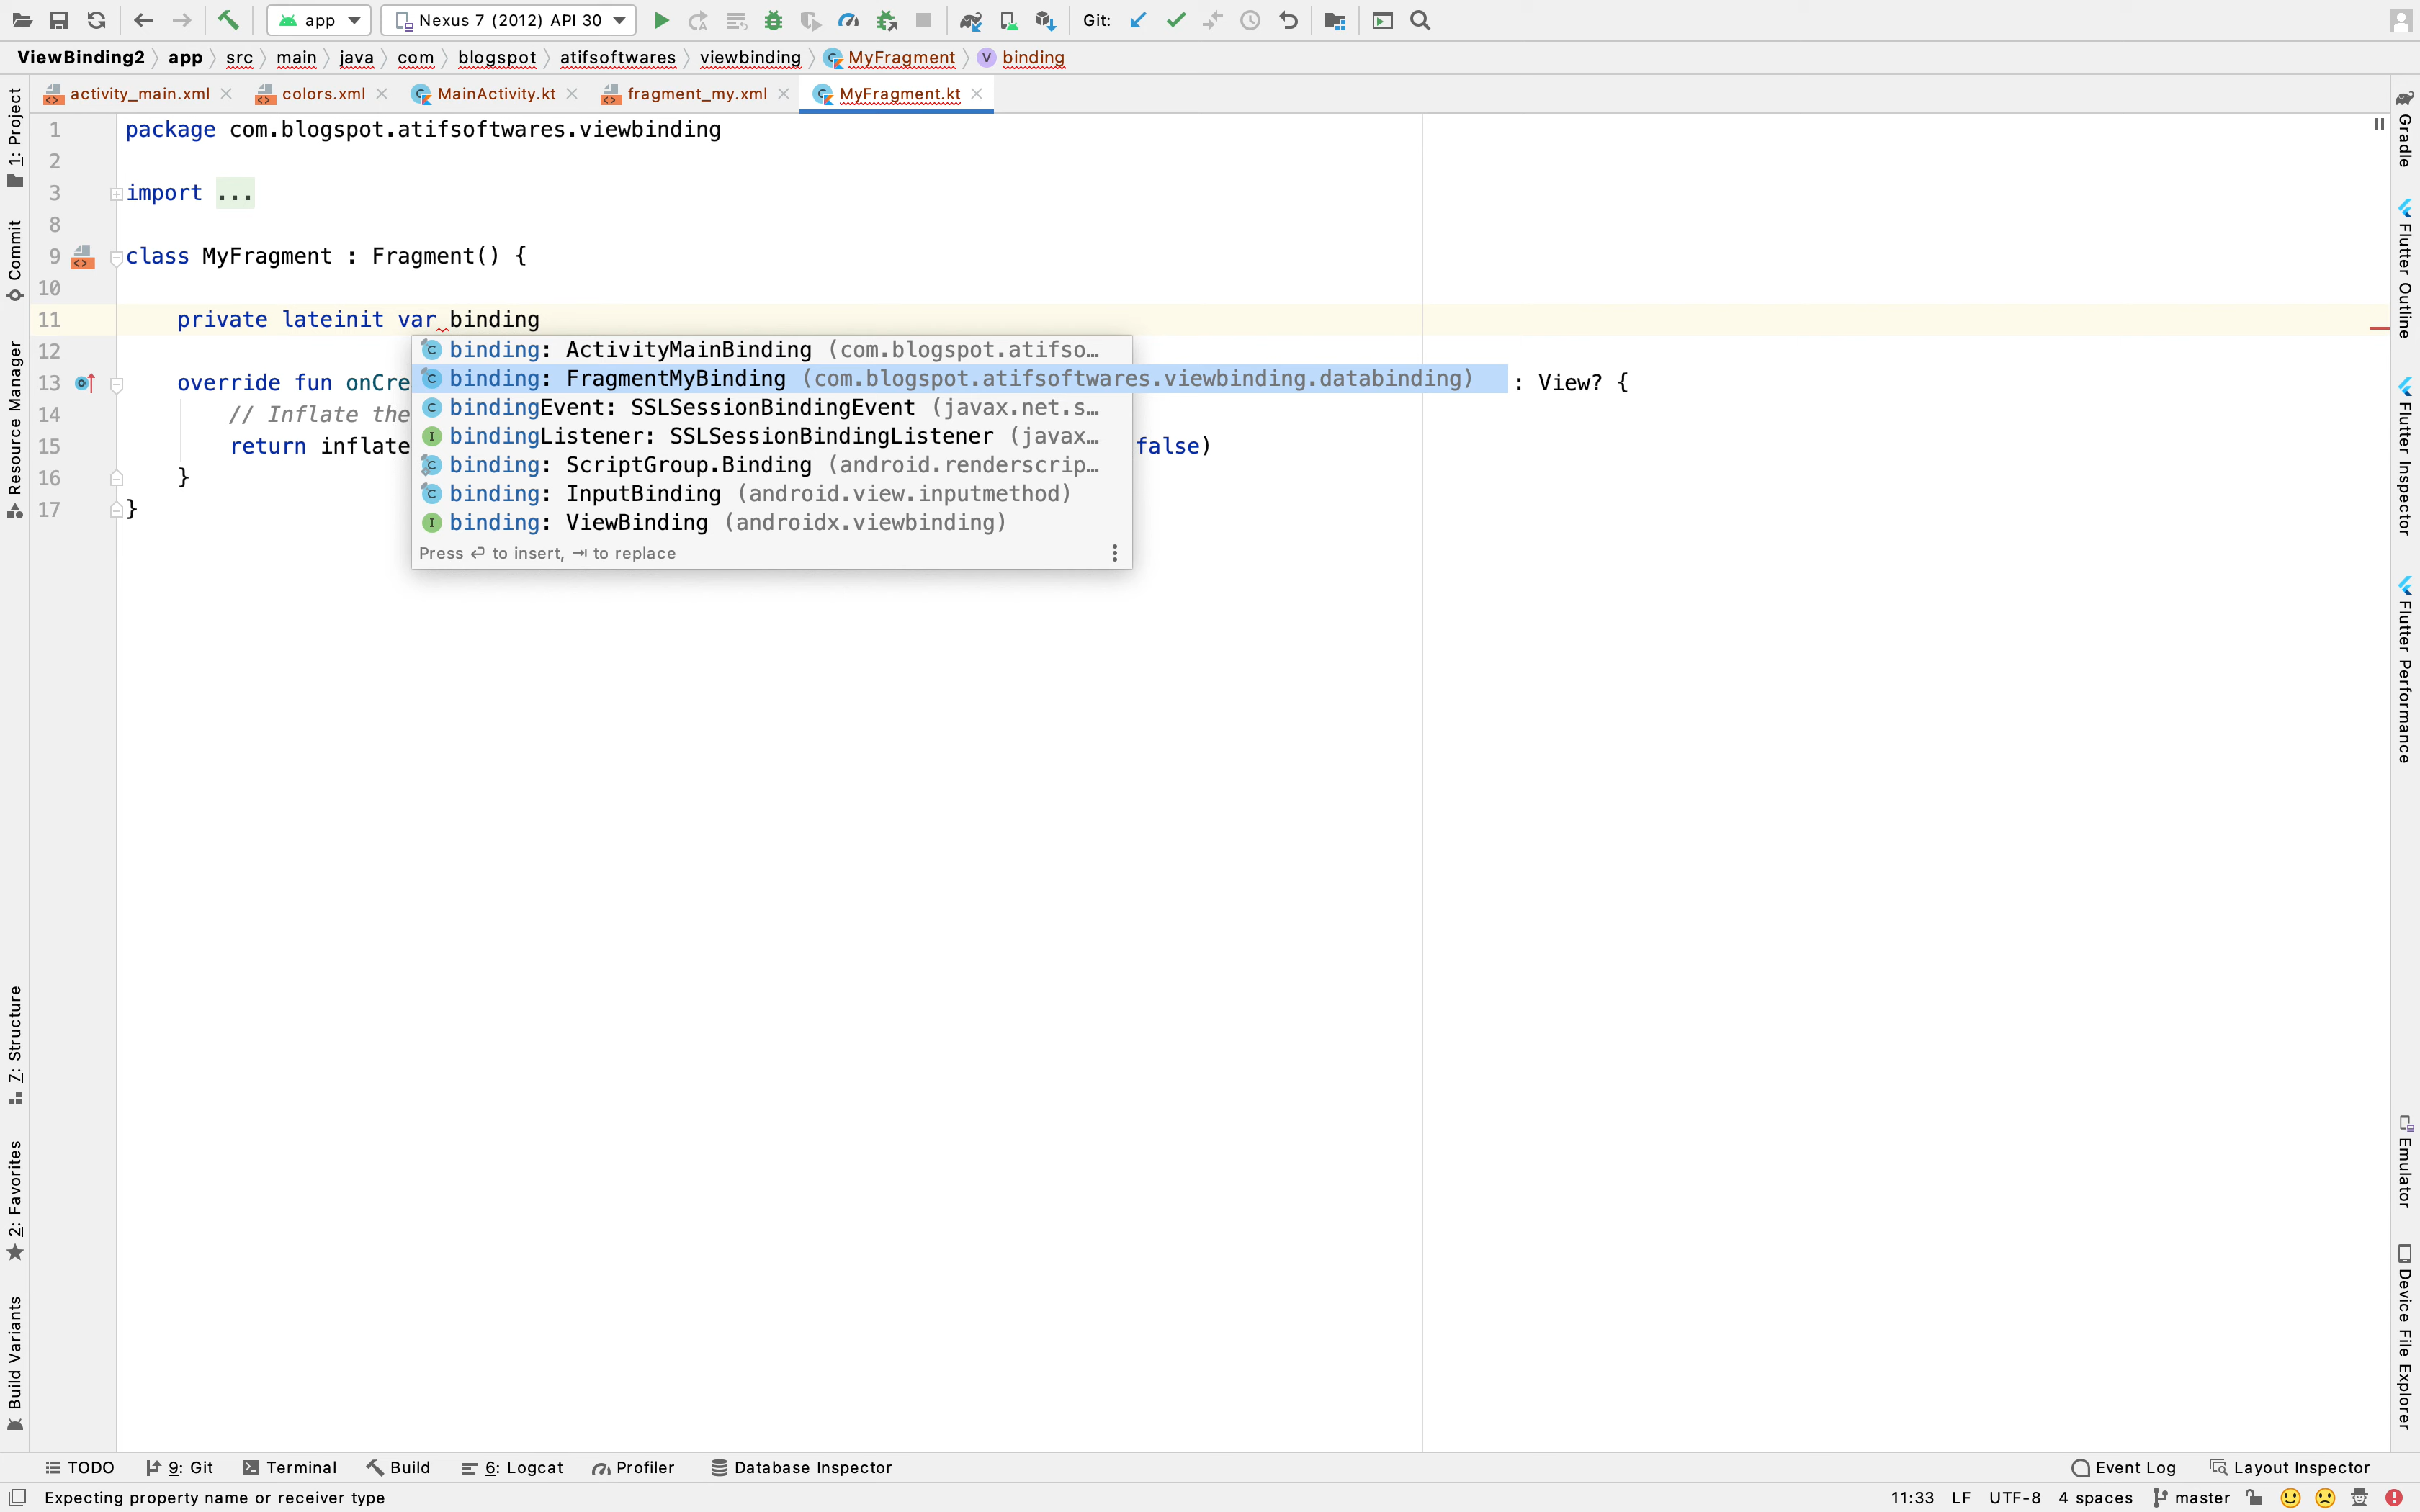 app
Nexus 7 (2012) API 30
Git:
ViewBinding2 app src main java com blogspot atifsoftwares viewbinding MyFragment binding
activity_main.xml colors.xml MainActivity.kt fragment_my.xml MyFragment.kt
1 package com.blogspot.atifsoftwares.viewbinding
2
3 import ...
8
9 class MyFragment : Fragment() {
10
11 private lateinit var binding
12
13 override fun onCre : View? {
14 // Inflate the
15 return inflate false)
16 }
17 }
binding: ActivityMainBinding (com.blogspot.atifso…
binding: FragmentMyBinding (com.blogspot.atifsoftwares.viewbinding.databinding)
bindingEvent: SSLSessionBindingEvent (javax.net.s…
bindingListener: SSLSessionBindingListener (javax…
binding: ScriptGroup.Binding (android.renderscrip…
binding: InputBinding (android.view.inputmethod)
binding: ViewBinding (androidx.viewbinding)
Press ↩ to insert, ⇥ to replace
1: Project
Commit
Resource Manager
7: Structure
2: Favorites
Build Variants
Gradle
Flutter Outline
Flutter Inspector
Flutter Performance
Emulator
Device File Explorer
TODO 9: Git Terminal Build 6: Logcat Profiler Database Inspector Event Log Layout Inspector
Expecting property name or receiver type 11:33 LF UTF-8 4 spaces master